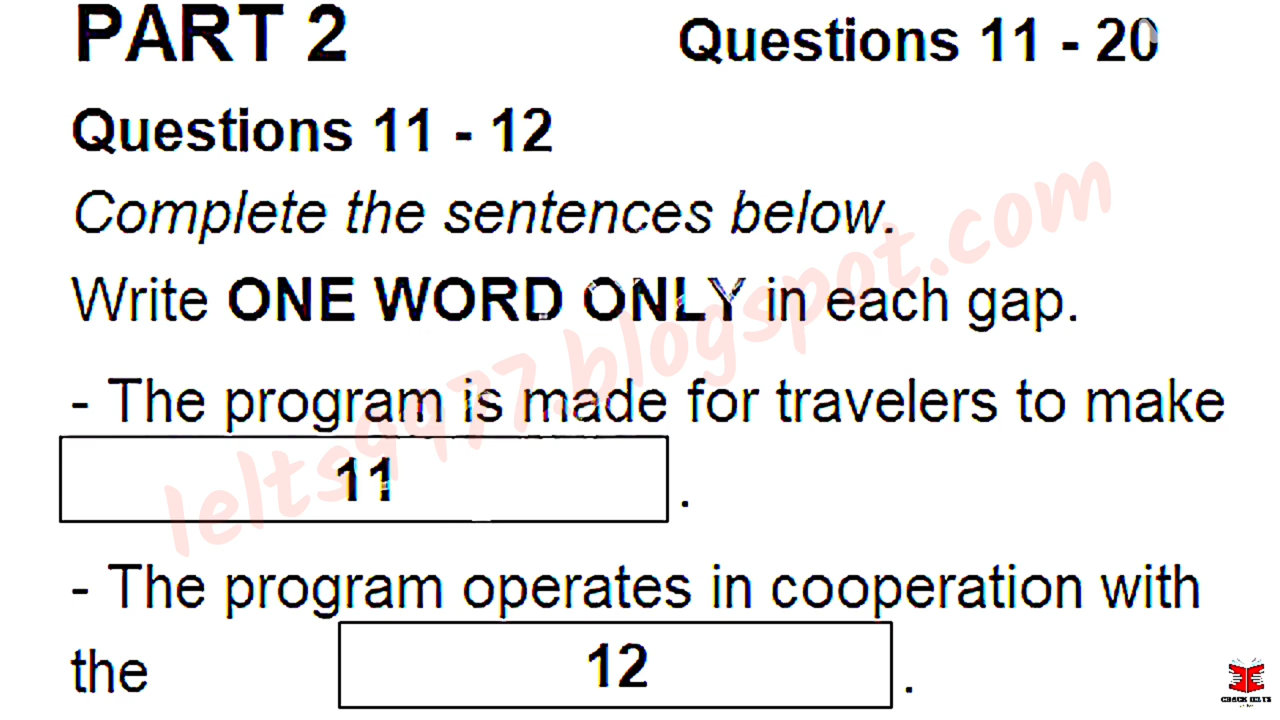 PART 2
Questions 11 - 20
Questions 11 - 12
Complete the sentences below.
Write ONE WORD ONLY in each gap.
- The program is made for travelers to make
11 .
- The program operates in cooperation with
the 12 .
Ielts9977.blogspot.com